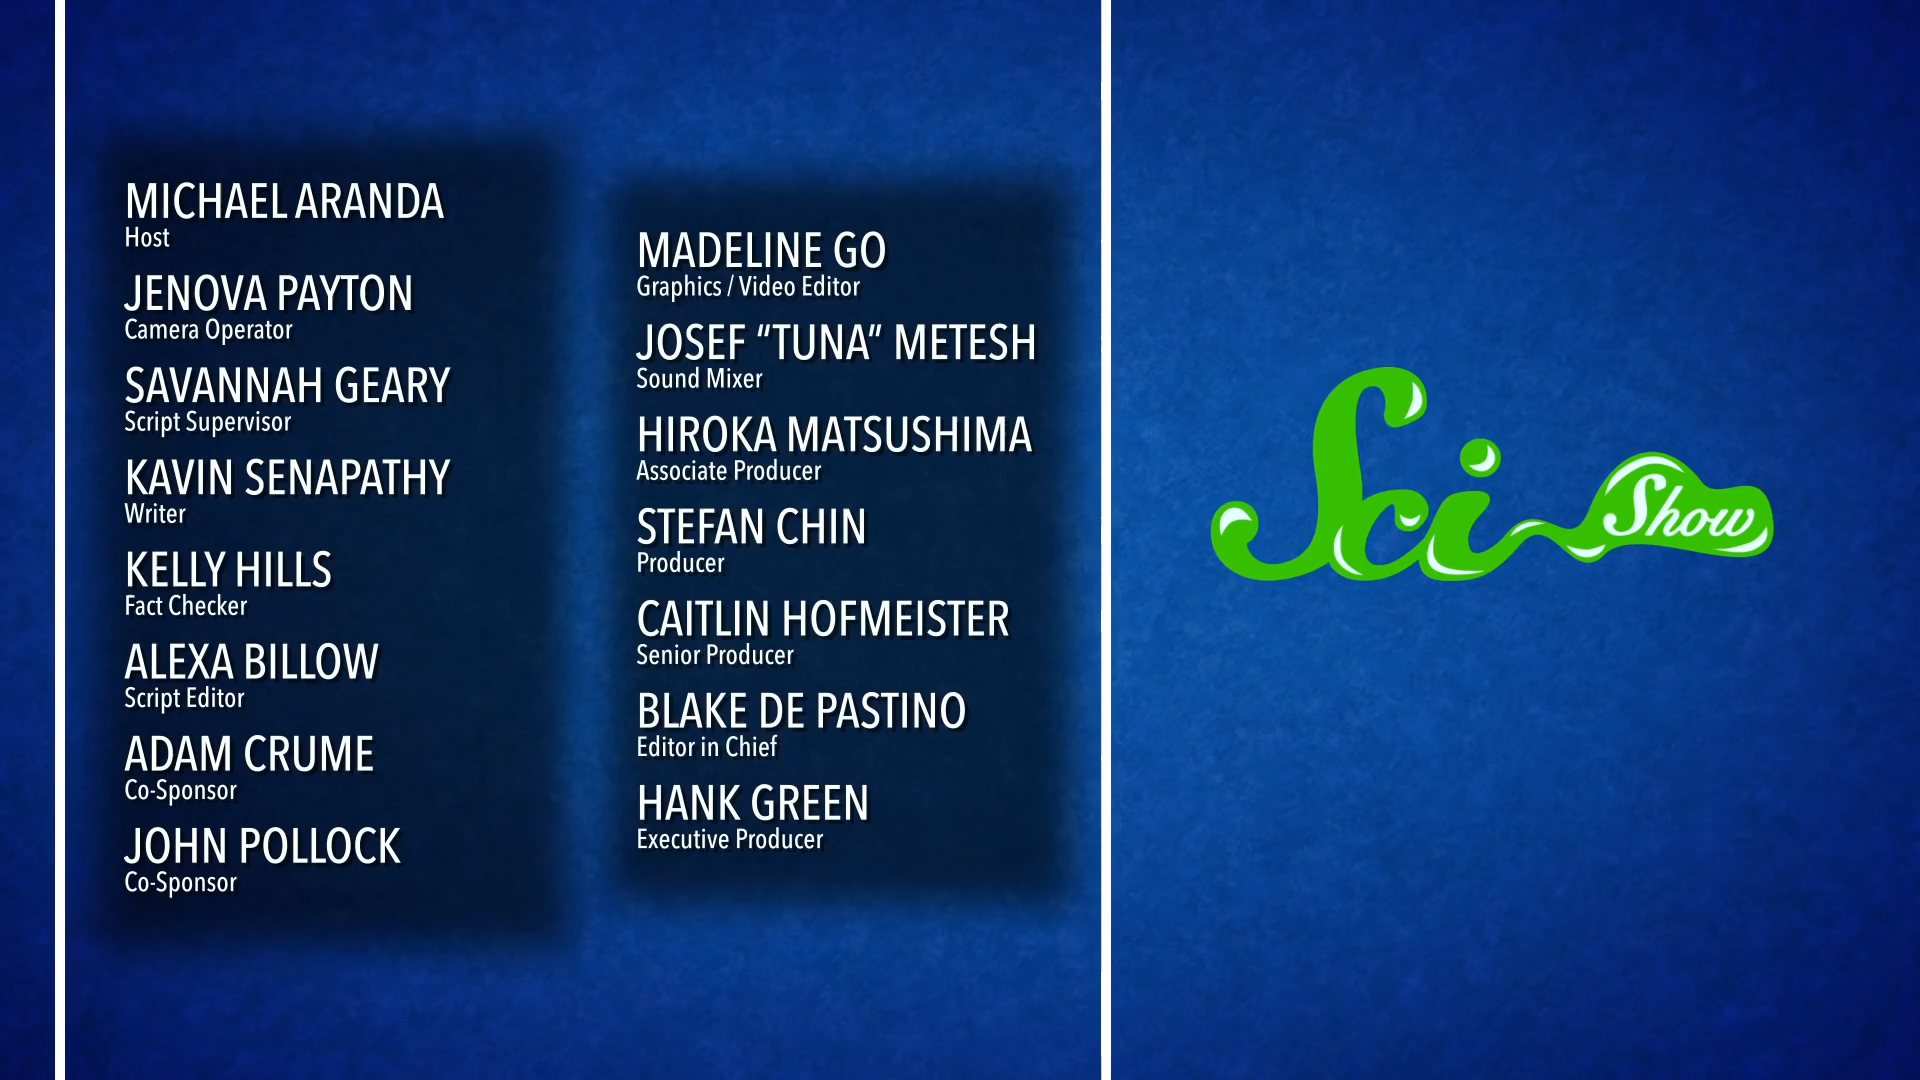 MICHAEL ARANDA
Host
JENOVA PAYTON
Camera Operator
SAVANNAH GEARY
Script Supervisor
KAVIN SENAPATHY
Writer
KELLY HILLS
Fact Checker
ALEXA BILLOW
Script Editor
ADAM CRUME
Co-Sponsor
JOHN POLLOCK
Co-Sponsor
MADELINE GO
Graphics / Video Editor
JOSEF “TUNA” METESH
Sound Mixer
HIROKA MATSUSHIMA
Associate Producer
STEFAN CHIN
Producer
CAITLIN HOFMEISTER
Senior Producer
BLAKE DE PASTINO
Editor in Chief
HANK GREEN
Executive Producer
Sci Show